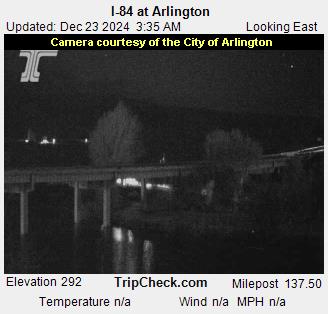 I-84 at Arlington
Updated: Dec 23 2024 3:35 AM Looking East
Camera courtesy of the City of Arlington
Elevation 292 TripCheck.com Milepost 137.50
Temperature n/a Wind n/a MPH n/a